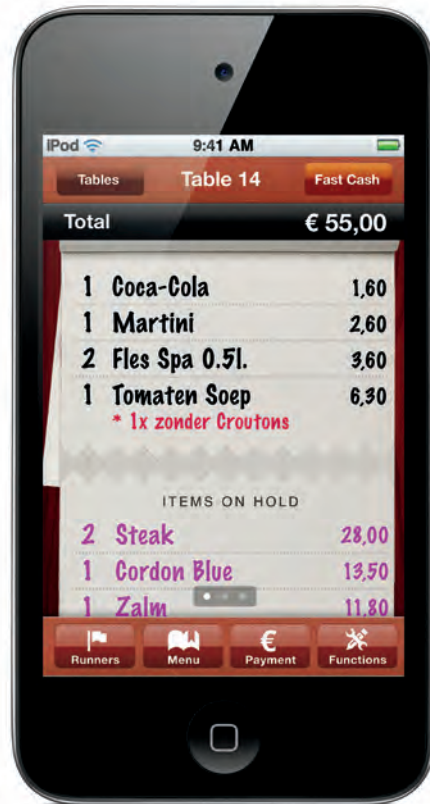 iPod 9:41 AM
Tables Table 14 Fast Cash
Total € 55,00
1 Coca-Cola 1,60
1 Martini 2,60
2 Fles Spa 0.5l. 3,60
1 Tomaten Soep 6,30
* 1x zonder Croutons
ITEMS ON HOLD
2 Steak 28,00
1 Cordon Blue 13,50
1 Zalm 11,80
Runners Menu € Payment Functions